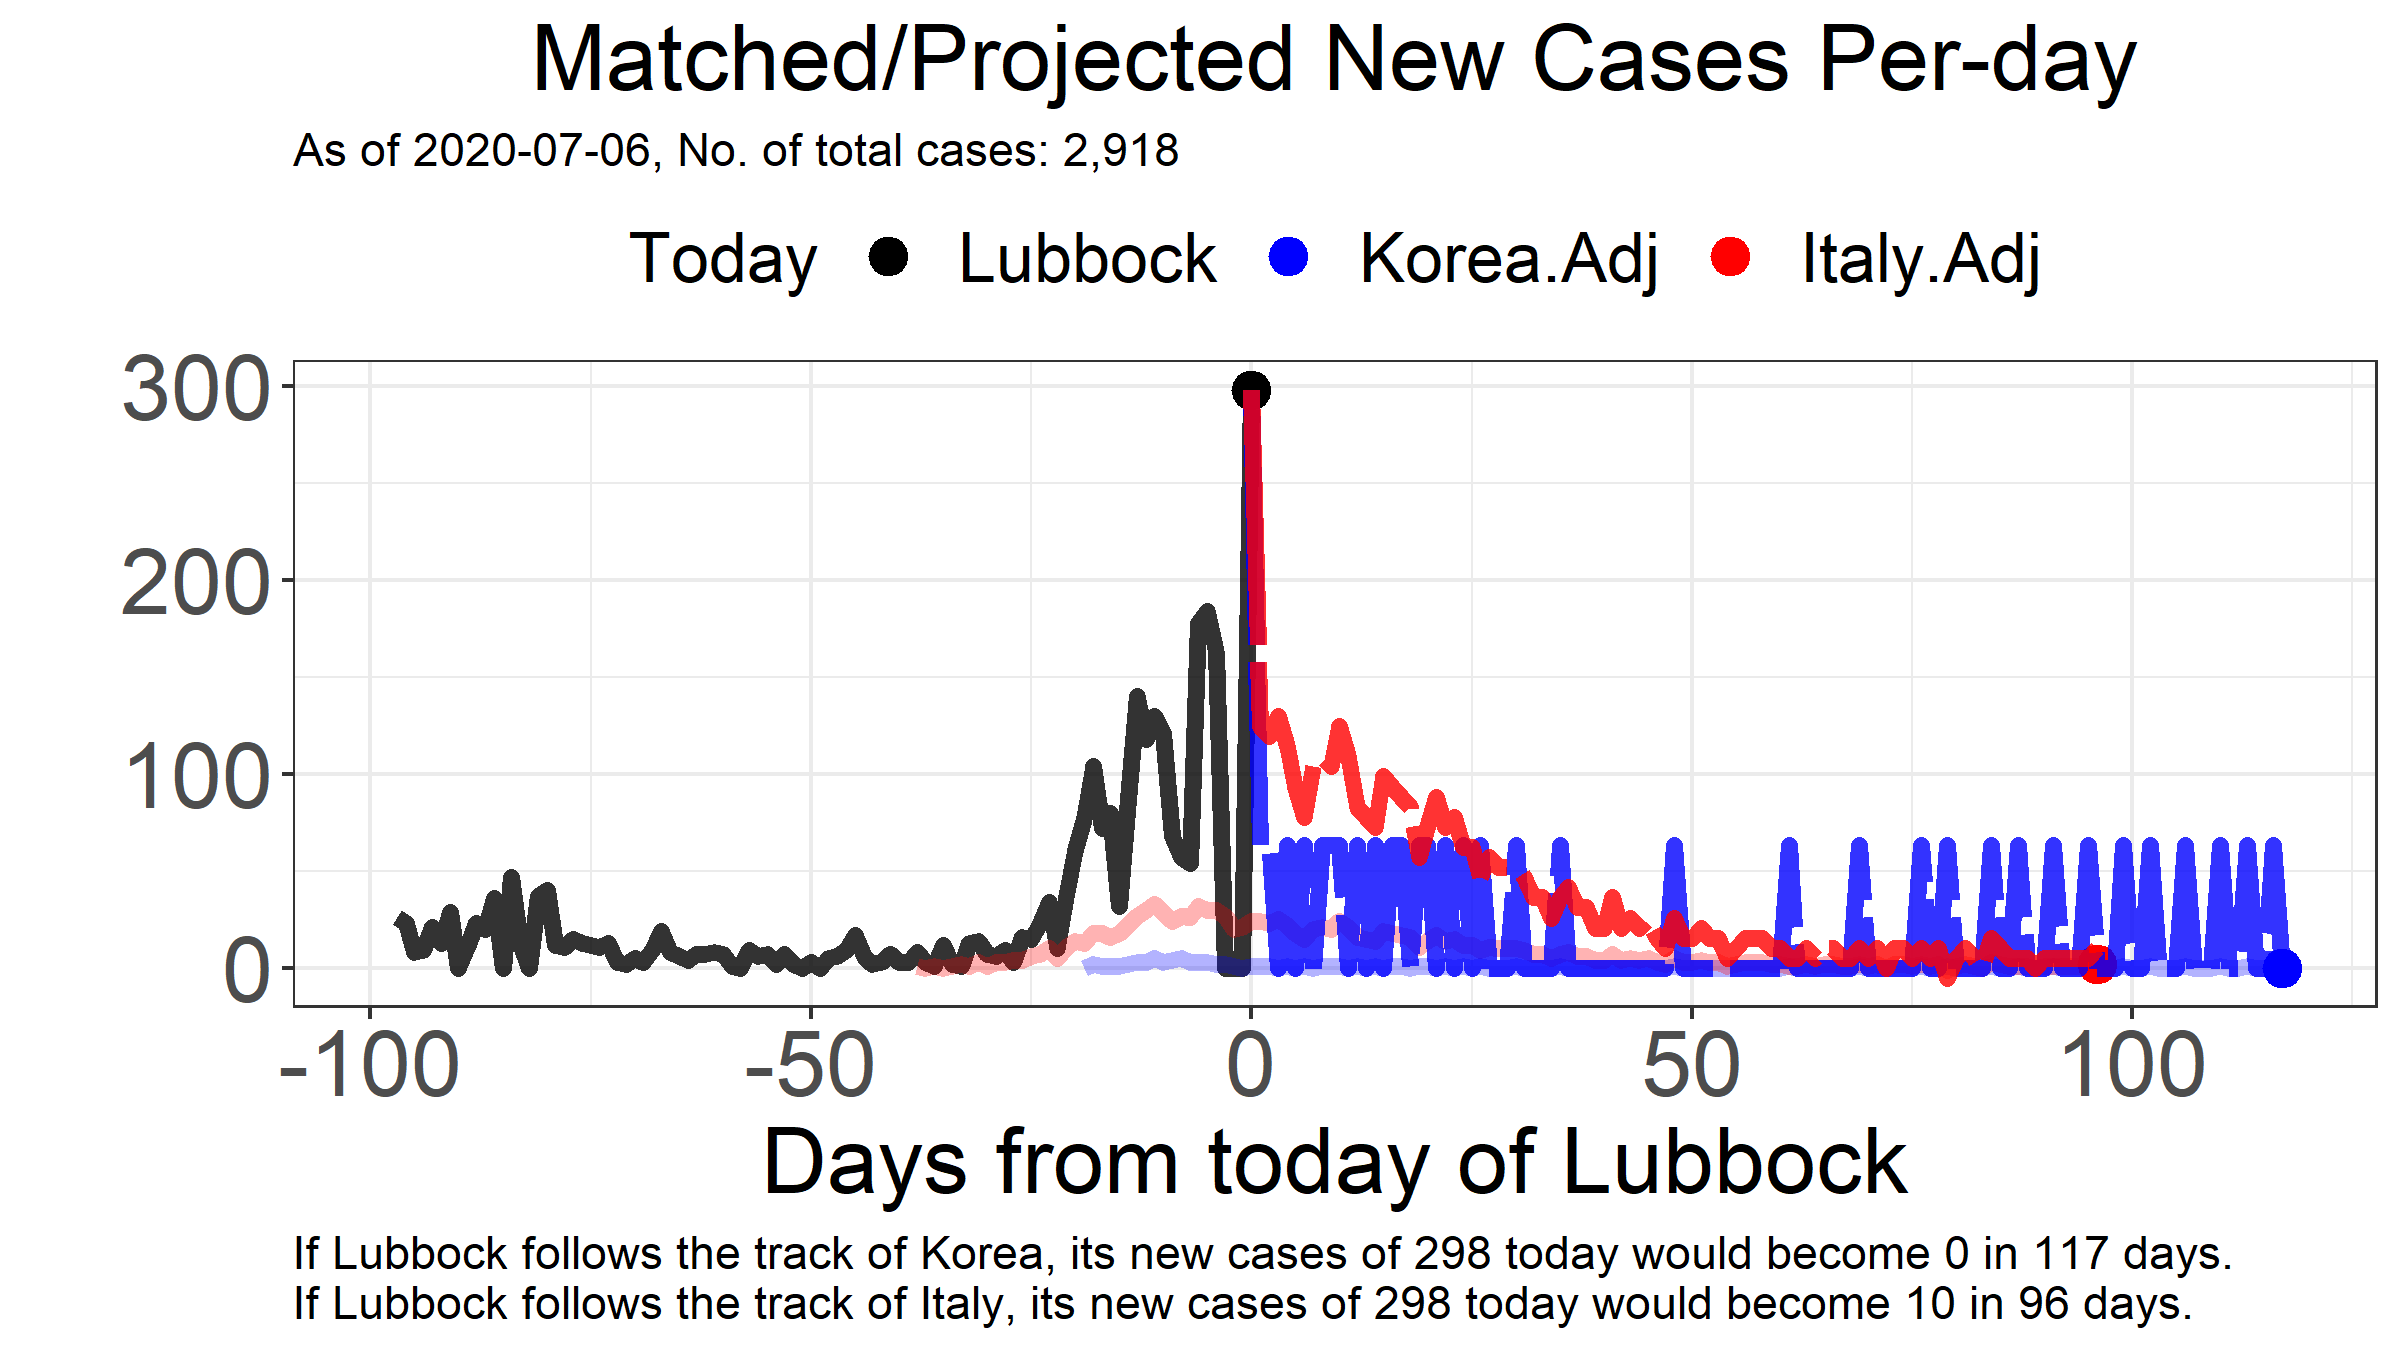 Matched/Projected New Cases Per-day
As of 2020-07-06, No. of total cases: 2,918
Today Lubbock Korea.Adj Italy.Adj
300
200
100
0
-100 -50 0 50 100
Days from today of Lubbock
If Lubbock follows the track of Korea, its new cases of 298 today would become 0 in 117 days.
If Lubbock follows the track of Italy, its new cases of 298 today would become 10 in 96 days.